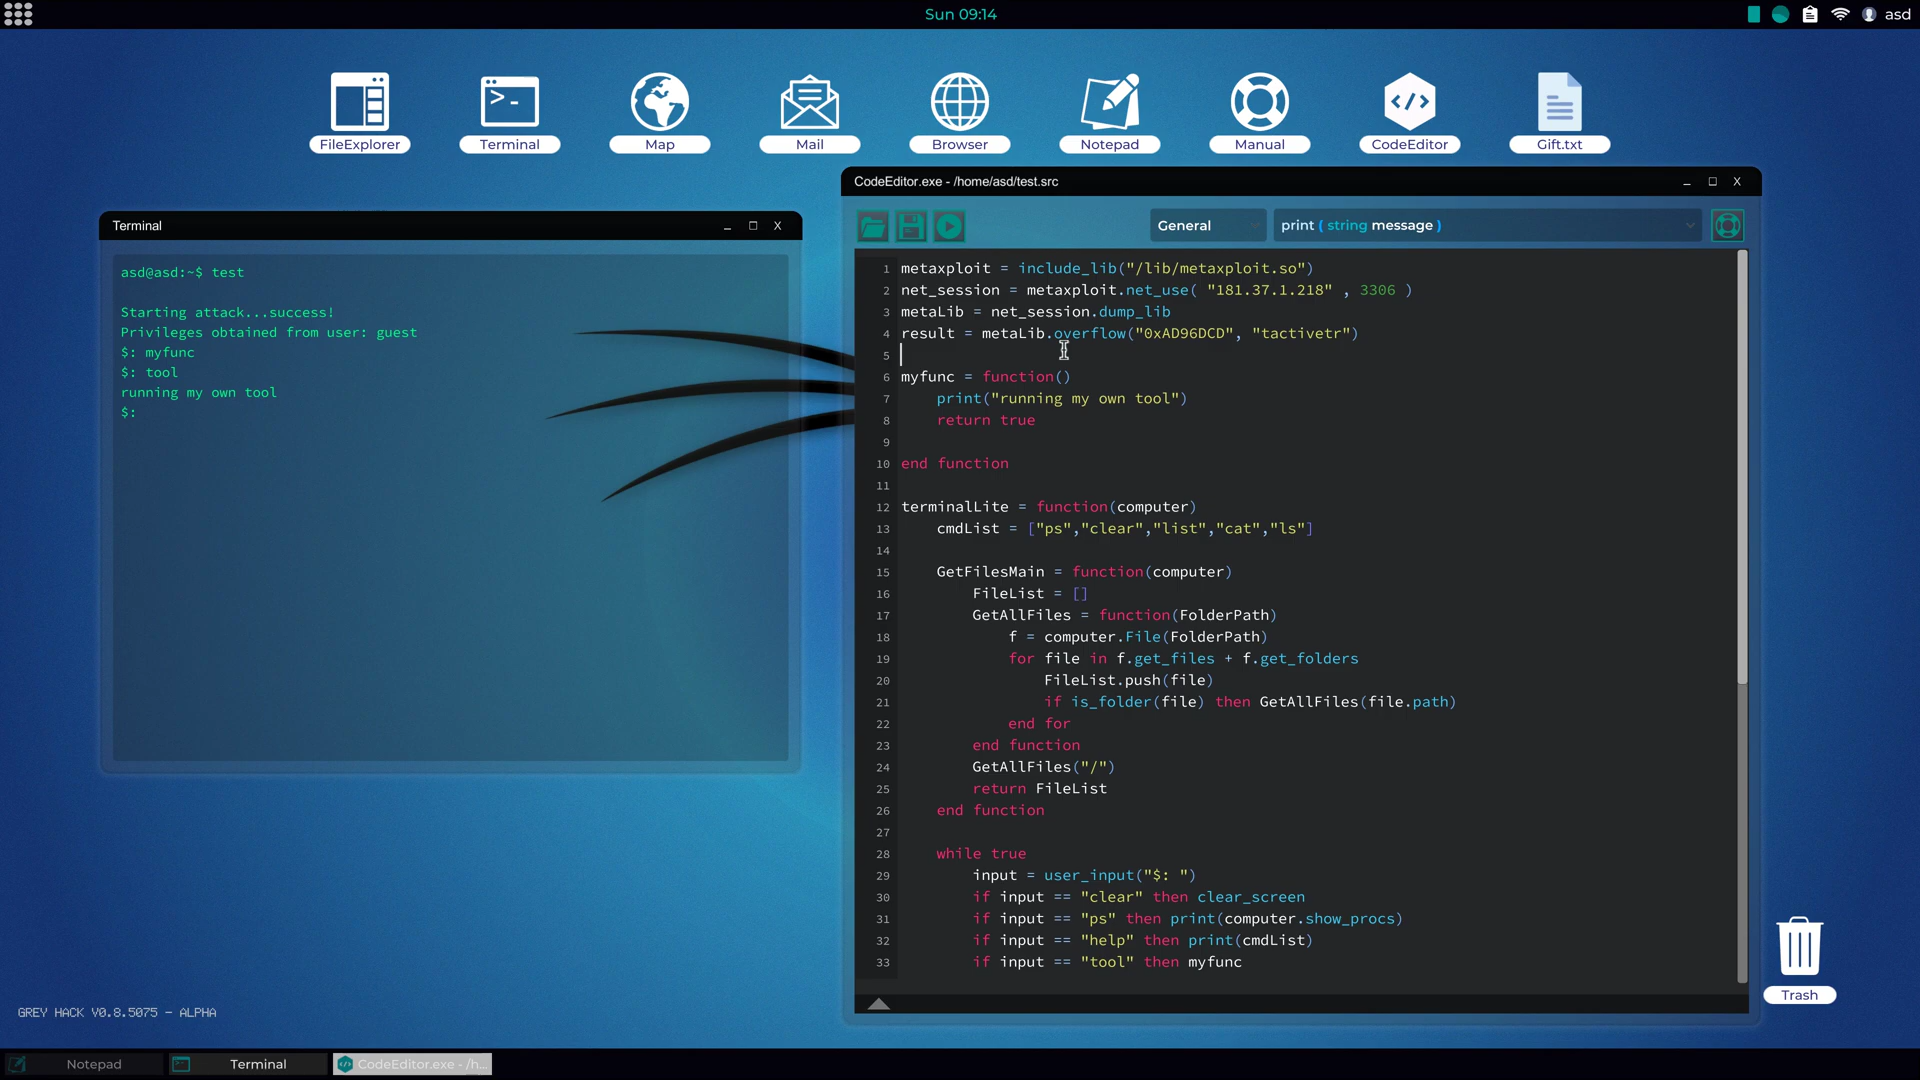 Sun 09:14
asd
FileExplorer
Terminal
Map
Mail
Browser
Notepad
Manual
CodeEditor
Gift.txt
Terminal
_ □ X
asd@asd:~$ test
Starting attack...success!
Privileges obtained from user: guest
$: myfunc
$: tool
running my own tool
$:
CodeEditor.exe - /home/asd/test.src
_ □ X
General
print ( string message )
1 metaxploit = include_lib("/lib/metaxploit.so")
2 net_session = metaxploit.net_use( "181.37.1.218" , 3306 )
3 metaLib = net_session.dump_lib
4 result = metaLib.overflow("0xAD96DCD", "tactivetr")
5
6 myfunc = function()
7 print("running my own tool")
8 return true
9
10 end function
11
12 terminalLite = function(computer)
13 cmdList = ["ps","clear","list","cat","ls"]
14
15 GetFilesMain = function(computer)
16 FileList = []
17 GetAllFiles = function(FolderPath)
18 f = computer.File(FolderPath)
19 for file in f.get_files + f.get_folders
20 FileList.push(file)
21 if is_folder(file) then GetAllFiles(file.path)
22 end for
23 end function
24 GetAllFiles("/")
25 return FileList
26 end function
27
28 while true
29 input = user_input("$: ")
30 if input == "clear" then clear_screen
31 if input == "ps" then print(computer.show_procs)
32 if input == "help" then print(cmdList)
33 if input == "tool" then myfunc
Trash
GREY HACK V0.8.5075 - ALPHA
Notepad
Terminal
CodeEditor.exe - /h...